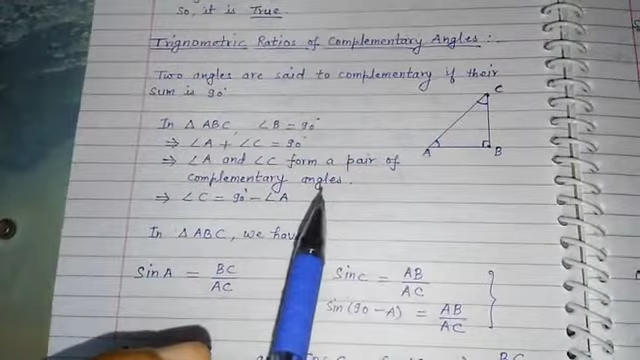 So, it is True.
Trignometric Ratios of Complementary Angles :-
Two angles are said to complementary if their
sum is 90°
In △ ABC, ∠B = 90°
⇒ ∠A + ∠C = 90°
⇒ ∠A and ∠C form a pair of
complementary angles.
⇒ ∠C = 90° - ∠A
C
A
B
In △ ABC, we have
Sin A = BC/AC
Sin C = AB/AC
Sin (90 - A) = AB/AC
BC